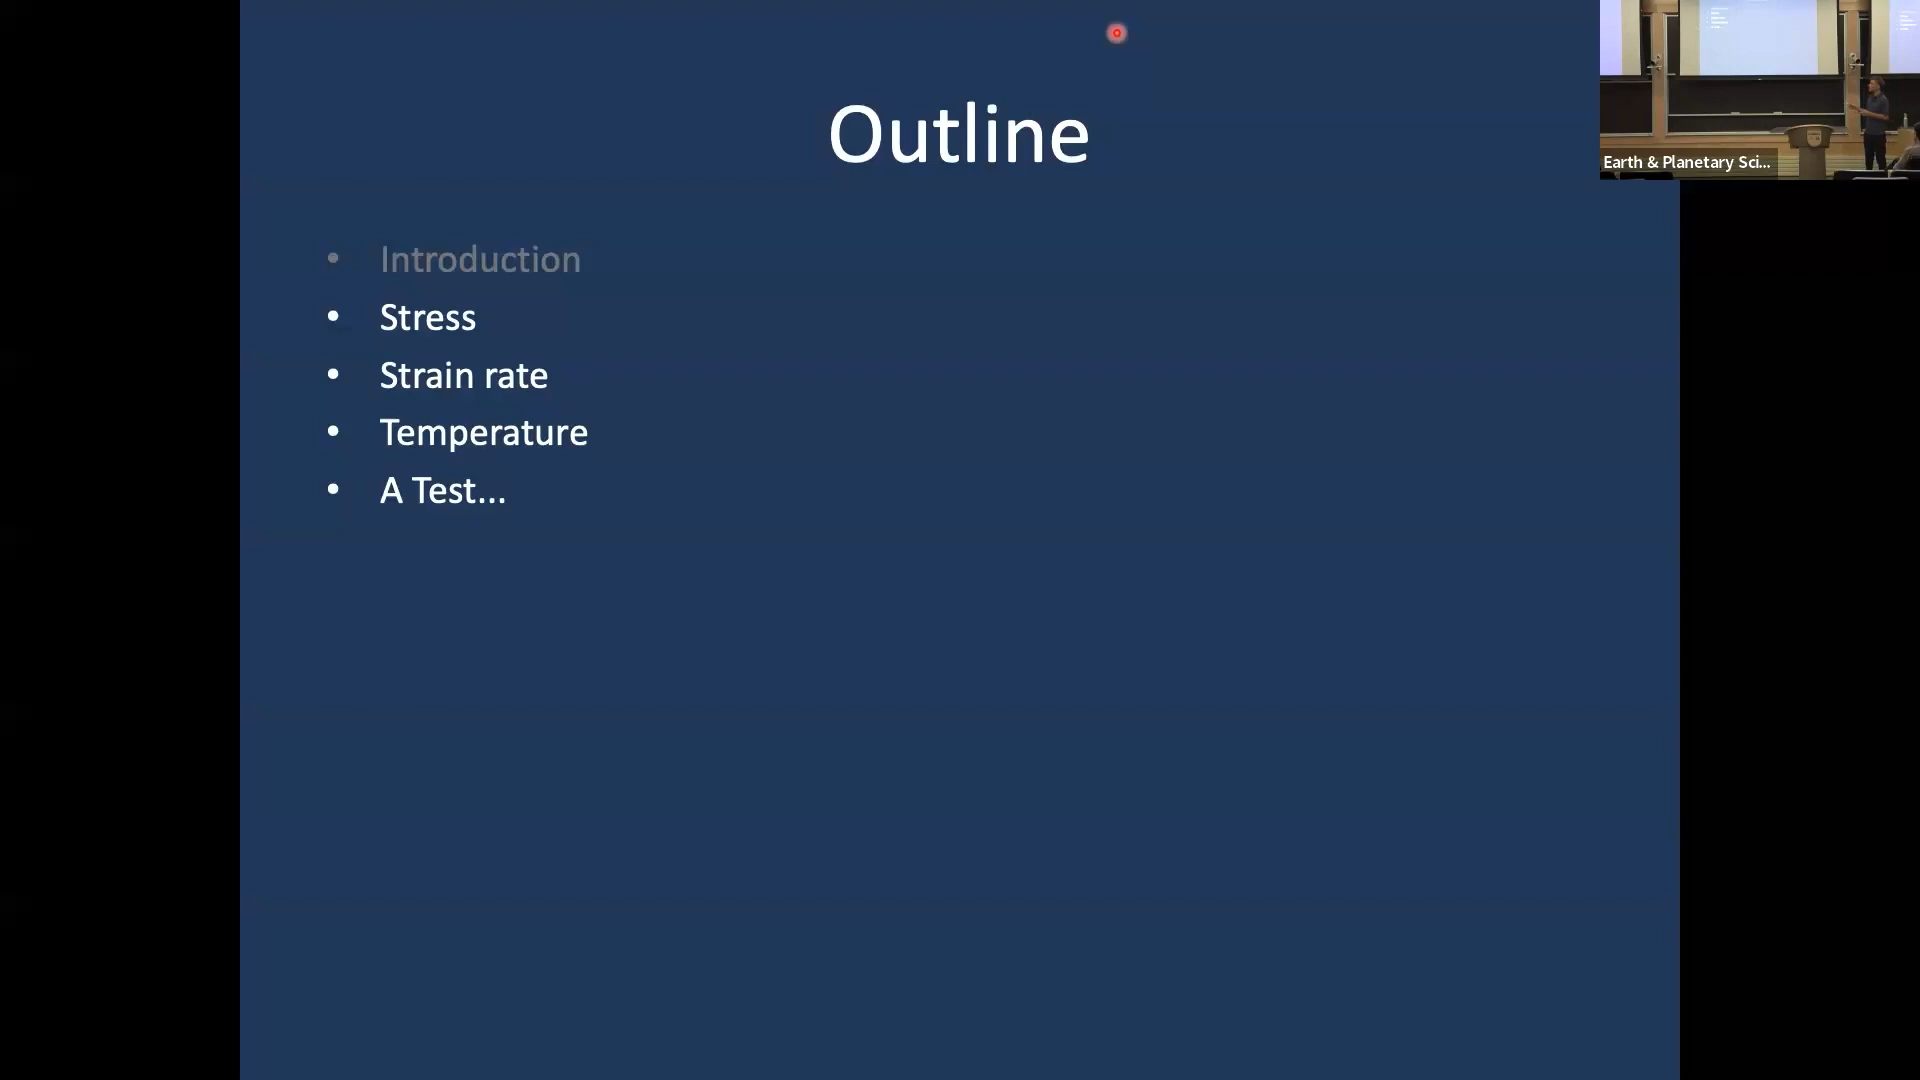 Outline
Earth & Planetary Sci...
• Introduction
• Stress
• Strain rate
• Temperature
• A Test...